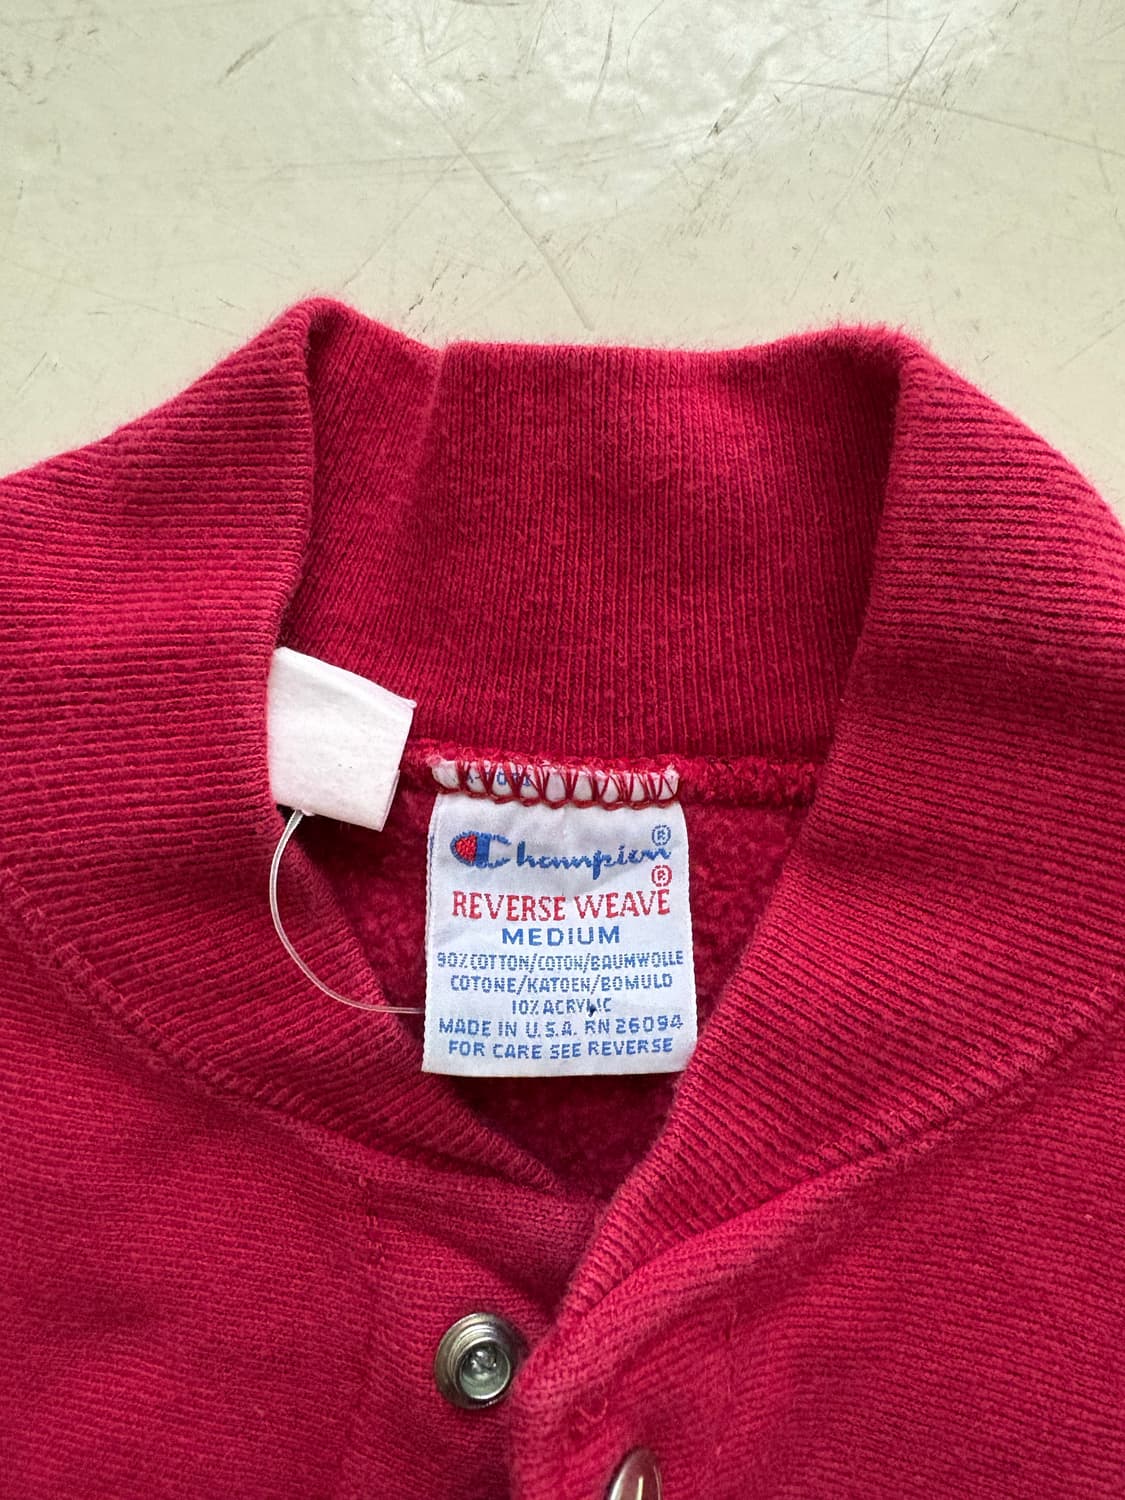 Champion®
REVERSE WEAVE®
MEDIUM
90% COTTON/COTON/BAUMWOLLE
COTONE/KATOEN/BOMULD
10% ACRYLIC
MADE IN U.S.A. RN 26094
FOR CARE SEE REVERSE